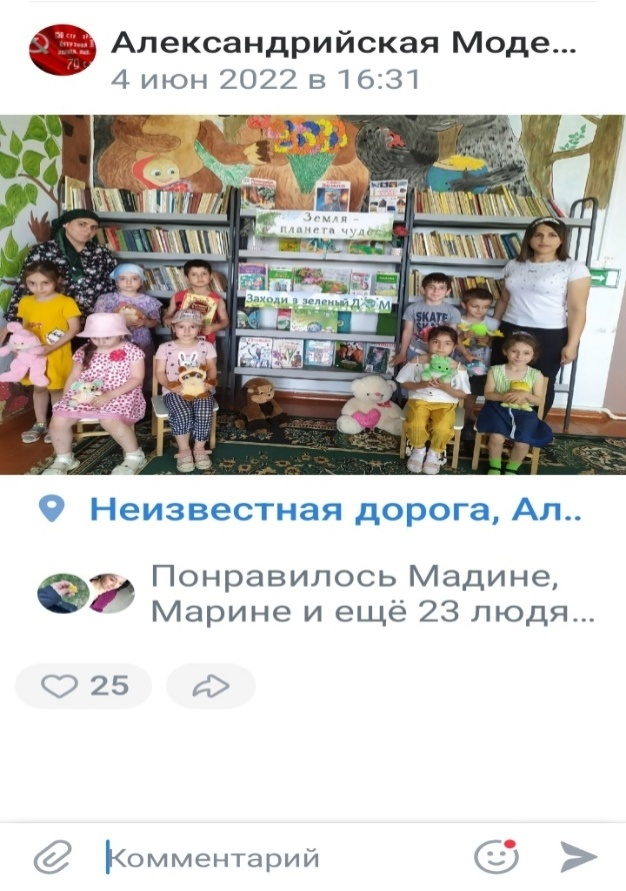 Александрийская Моде...
4 июн 2022 в 16:31
Земля -
планета чудес
Заходи в зеленый ДОМ
SKATE
Неизвестная дорога, Ал..
Понравилось Мадине,
Марине и ещё 23 людя...
25
Комментарий